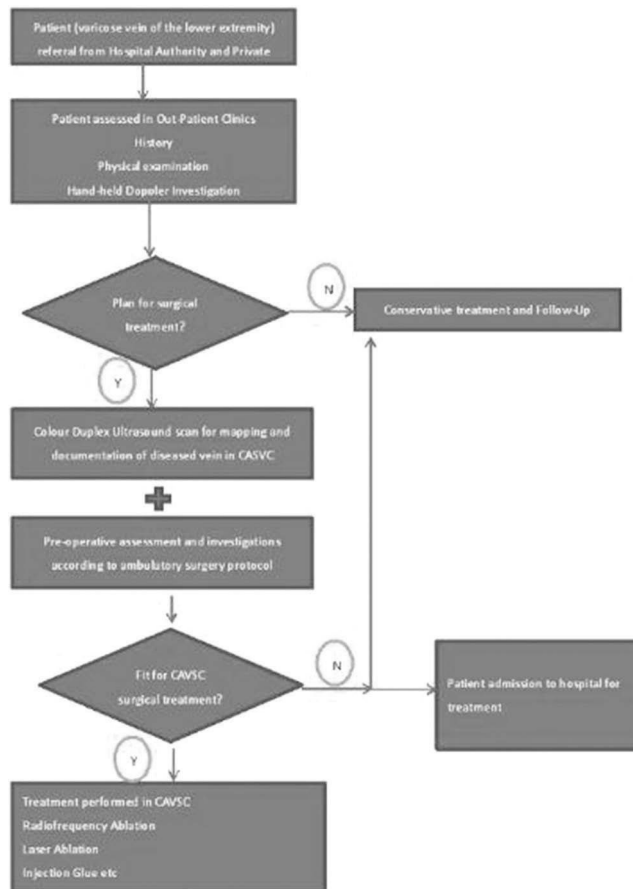 Patient (varicose vein of the lower extremity)
referral from Hospital Authority and Private
Patient assessed in Out-Patient Clinics
History
Physical examination
Hand-held Dopoler Investigation
Plan for surgical
treatment?
N
Conservative treatment and Follow-Up
Y
Colour Duplex Ultrasound scan for mapping and
documentation of diseased vein in CASVC
Pre-operative assessment and investigations
according to ambulutory surgery protocol
Fit for CAVSC
surgical treatment?
N
Patient admission to hospital for
treatment
Y
Treatment performed in CAVSC
Radiofrequency Ablation
Laser Ablation
Injection Glue etc